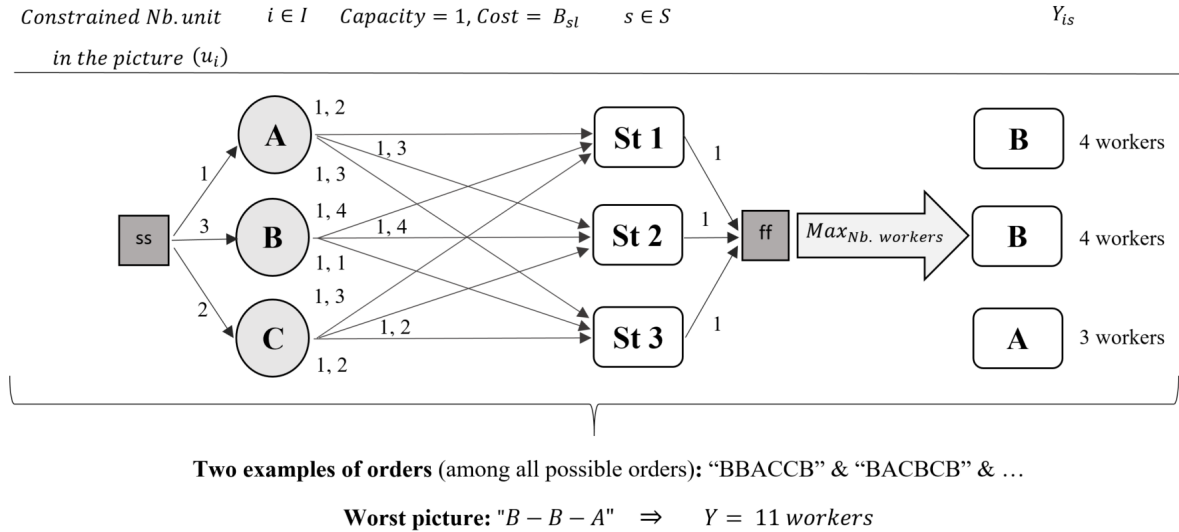 Constrained Nb.unit i ∈ I Capacity = 1, Cost = B_sl s ∈ S Y_is
in the picture (u_i)
1, 2
A St 1 B 4 workers
1, 3 1
1 1, 3
1, 4
ss 3 B 1, 4 St 2 1 ff Max_Nb. workers B 4 workers
1, 1
2 1, 3
C 1, 2 St 3 1 A 3 workers
1, 2
Two examples of orders (among all possible orders): “BBACCB” & “BACBCB” & …
Worst picture: "B − B − A" ⇒ Y = 11 workers